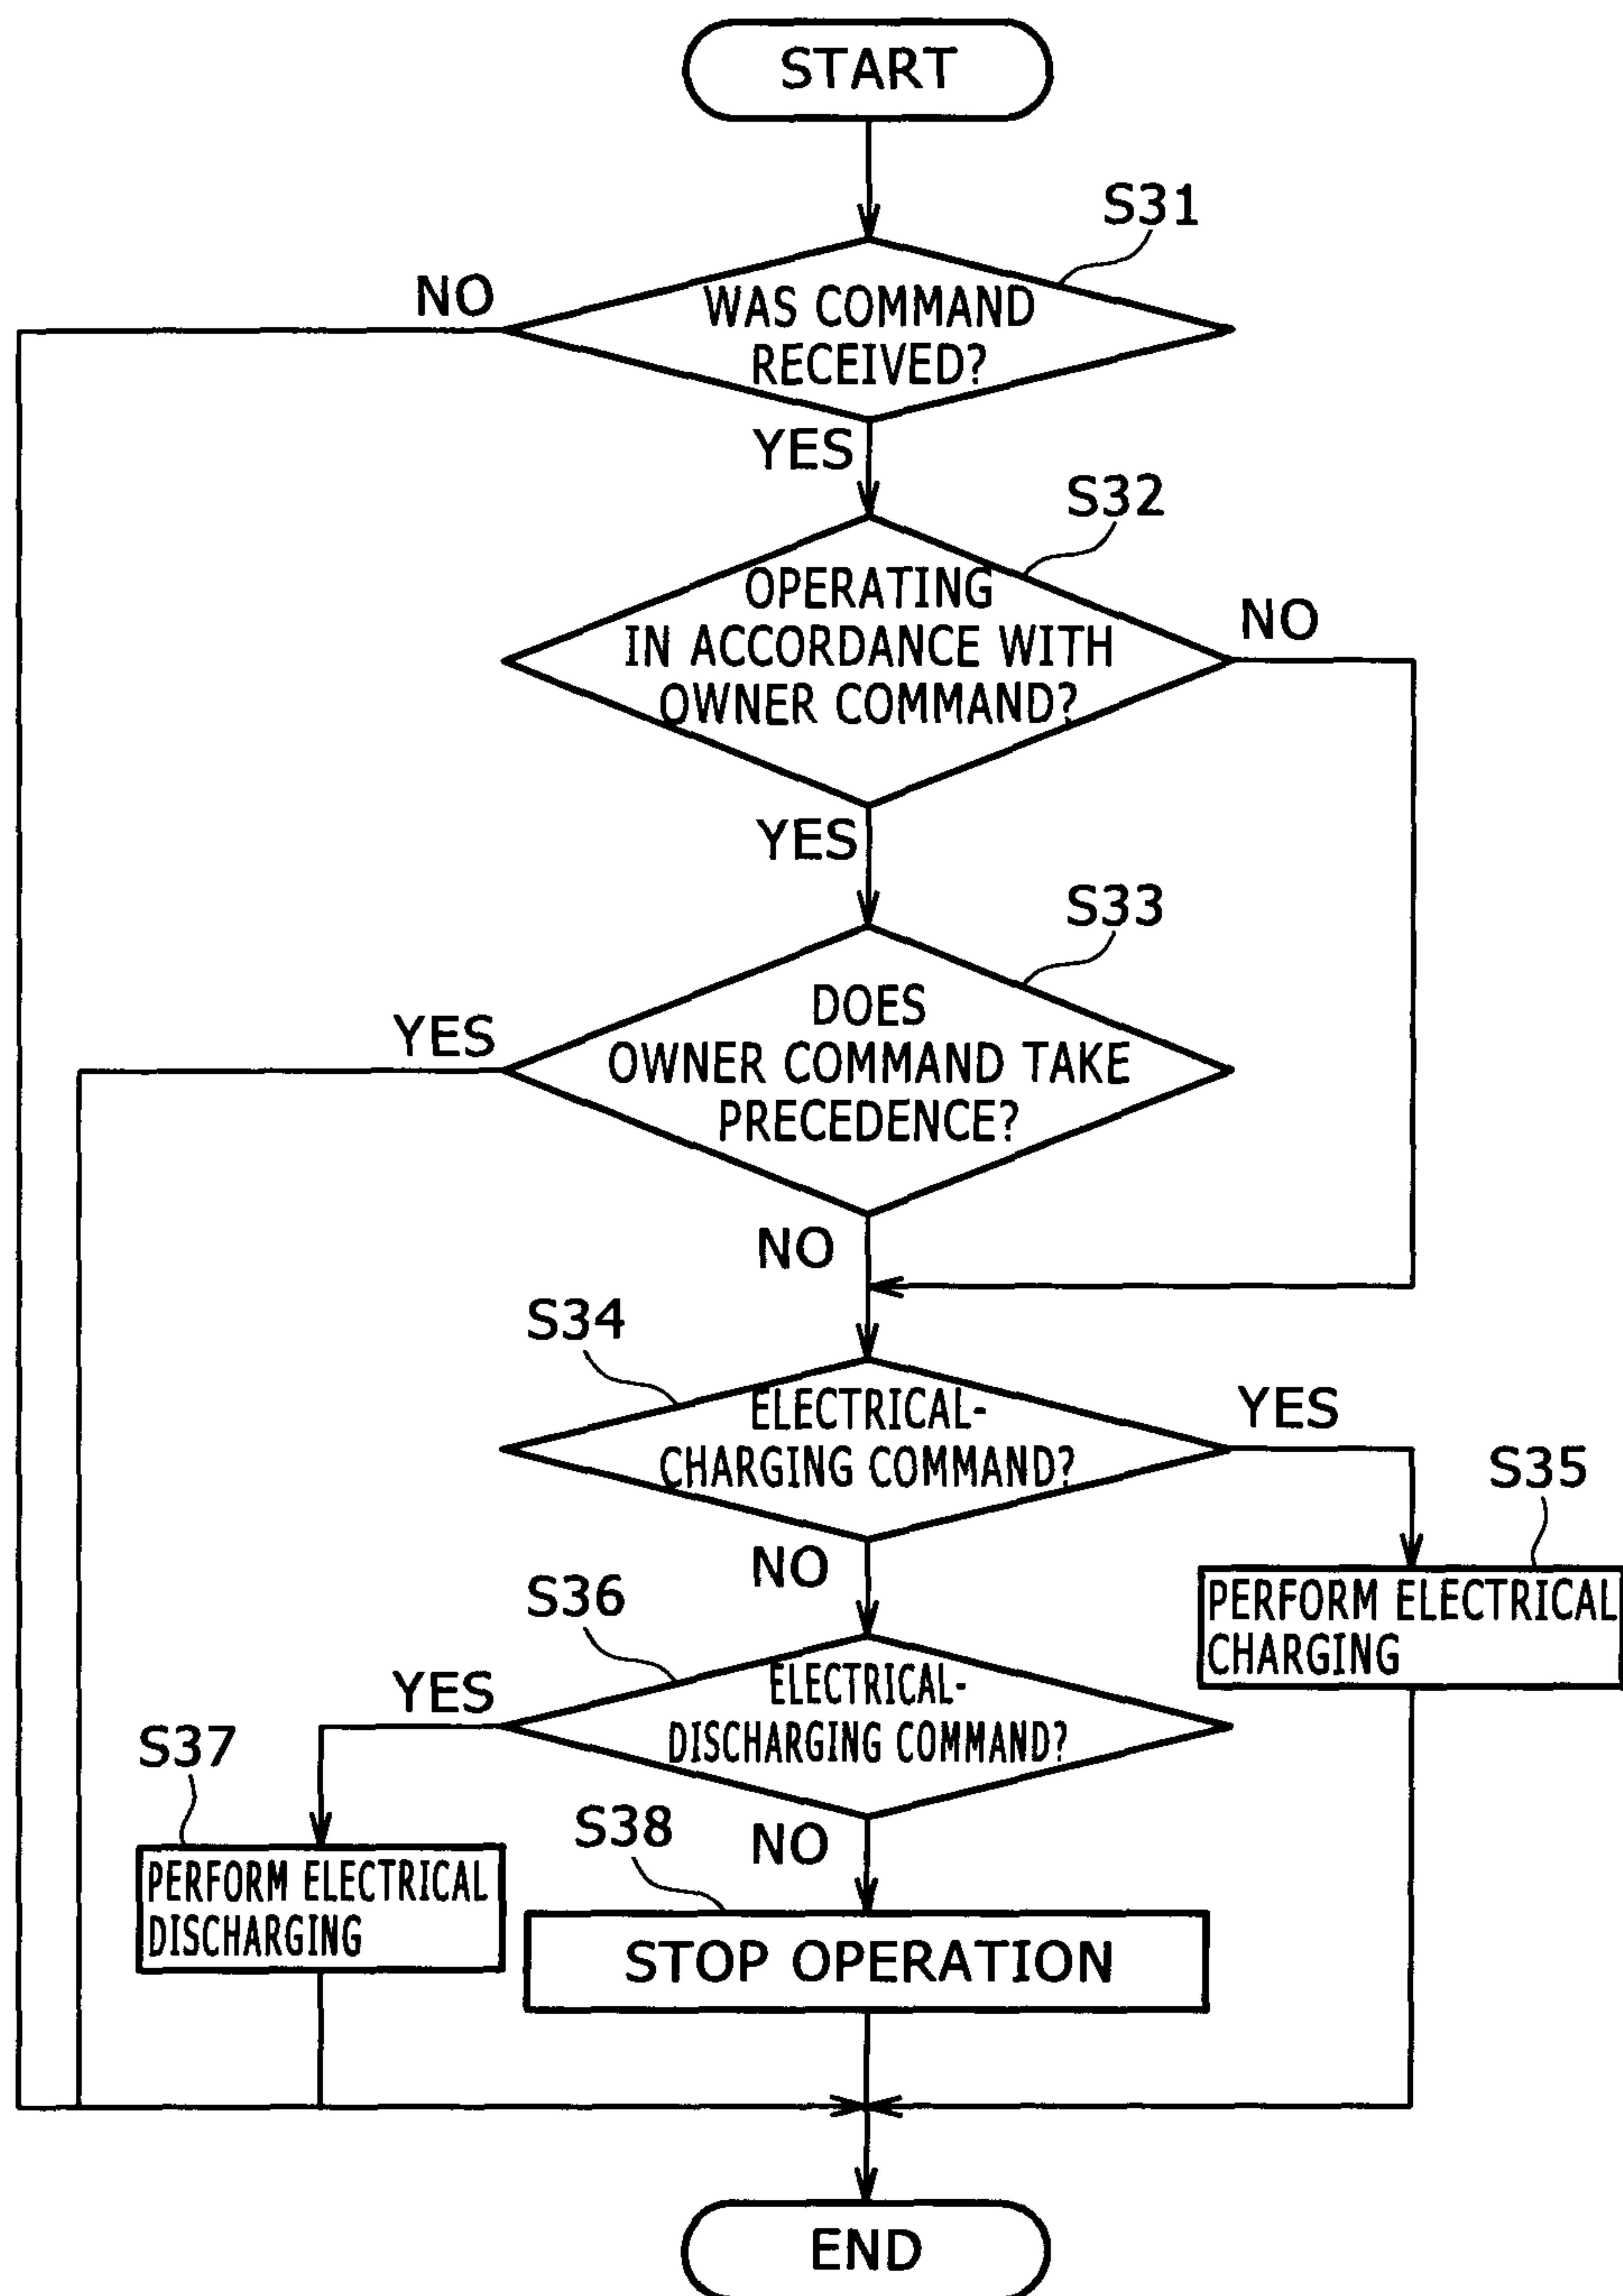 START
S31
NO
WAS COMMAND
RECEIVED?
YES
S32
OPERATING
IN ACCORDANCE WITH
OWNER COMMAND?
NO
YES
S33
DOES
OWNER COMMAND TAKE
PRECEDENCE?
YES
NO
S34
ELECTRICAL-
CHARGING COMMAND?
YES
S35
PERFORM ELECTRICAL
CHARGING
NO
S36
ELECTRICAL-
DISCHARGING COMMAND?
YES
S37
PERFORM ELECTRICAL
DISCHARGING
NO
S38
STOP OPERATION
END